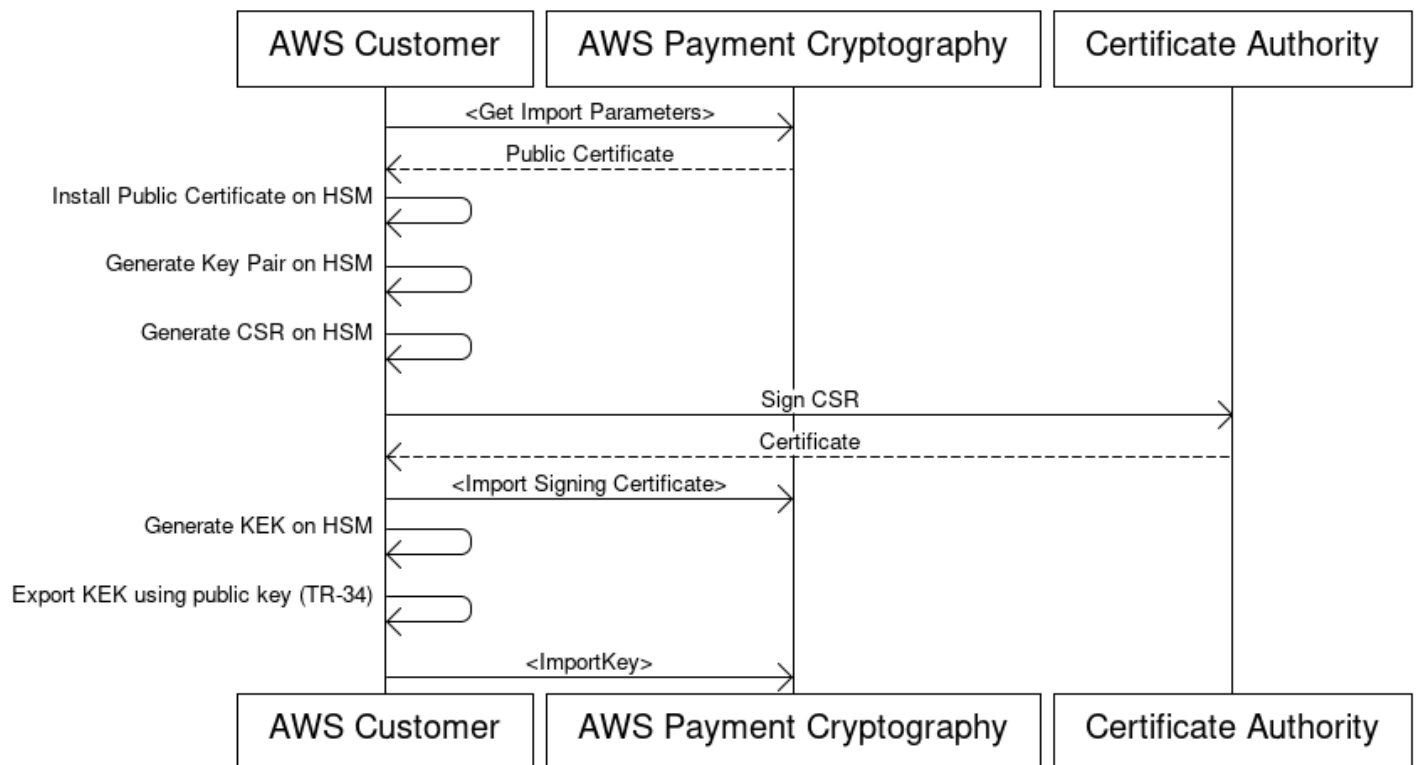 AWS Customer
AWS Payment Cryptography
Certificate Authority
<Get Import Parameters>
Public Certificate
Install Public Certificate on HSM
Generate Key Pair on HSM
Generate CSR on HSM
Sign CSR
Certificate
<Import Signing Certificate>
Generate KEK on HSM
Export KEK using public key (TR-34)
<ImportKey>
AWS Customer
AWS Payment Cryptography
Certificate Authority